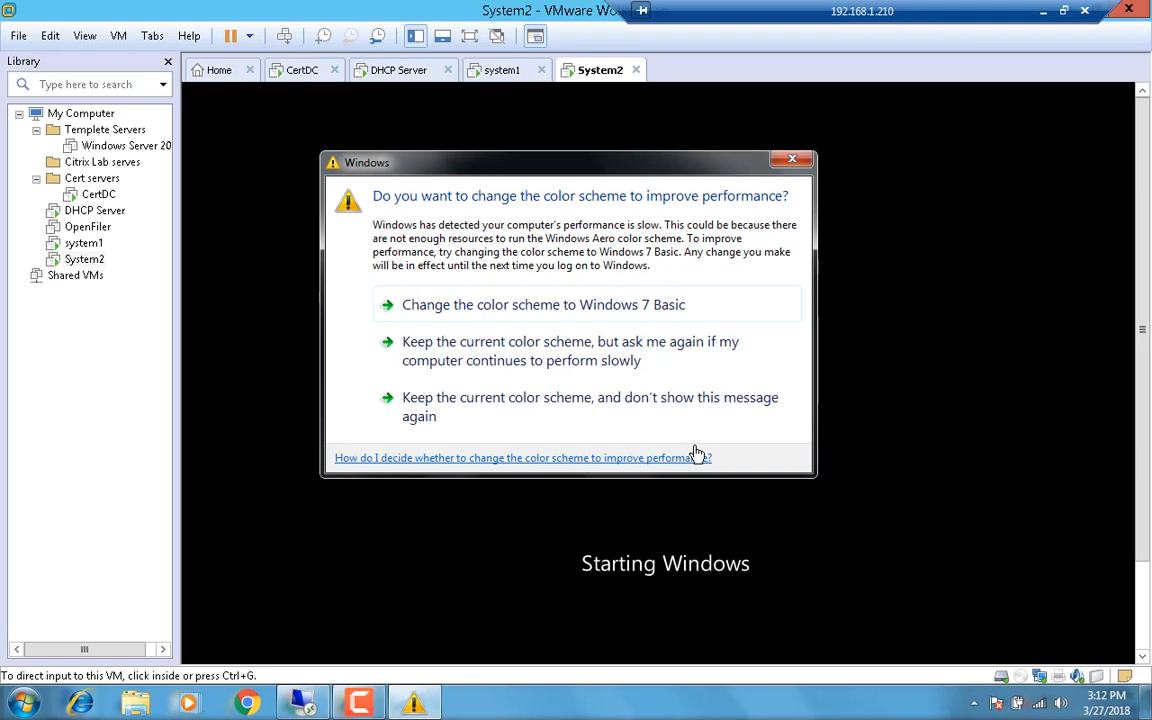 System2 - VMware Wo
192.168.1.210
File Edit View VM Tabs Help
Library
Home CertDC DHCP Server system1 System2
Type here to search
My Computer
Templete Servers
Windows Server 20
Citrix Lab serves
Cert servers
CertDC
DHCP Server
OpenFiler
system1
System2
Shared VMs
Windows
Do you want to change the color scheme to improve performance?
Windows has detected your computer's performance is slow. This could be because there
are not enough resources to run the Windows Aero color scheme. To improve
performance, try changing the color scheme to Windows 7 Basic. Any change you make
will be in effect until the next time you log on to Windows.
Change the color scheme to Windows 7 Basic
Keep the current color scheme, but ask me again if my
computer continues to perform slowly
Keep the current color scheme, and don't show this message
again
How do I decide whether to change the color scheme to improve performance?
Starting Windows
To direct input to this VM, click inside or press Ctrl+G.
3:12 PM
3/27/2018